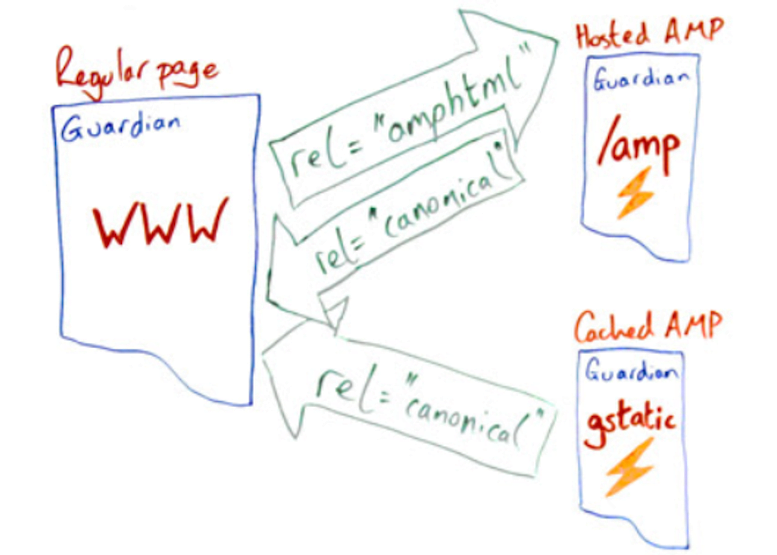 Regular page
Guardian
WWW
rel="amphtml"
rel="canonical"
Hosted AMP
Guardian
/amp
rel="canonical"
Cached AMP
Guardian
gstatic